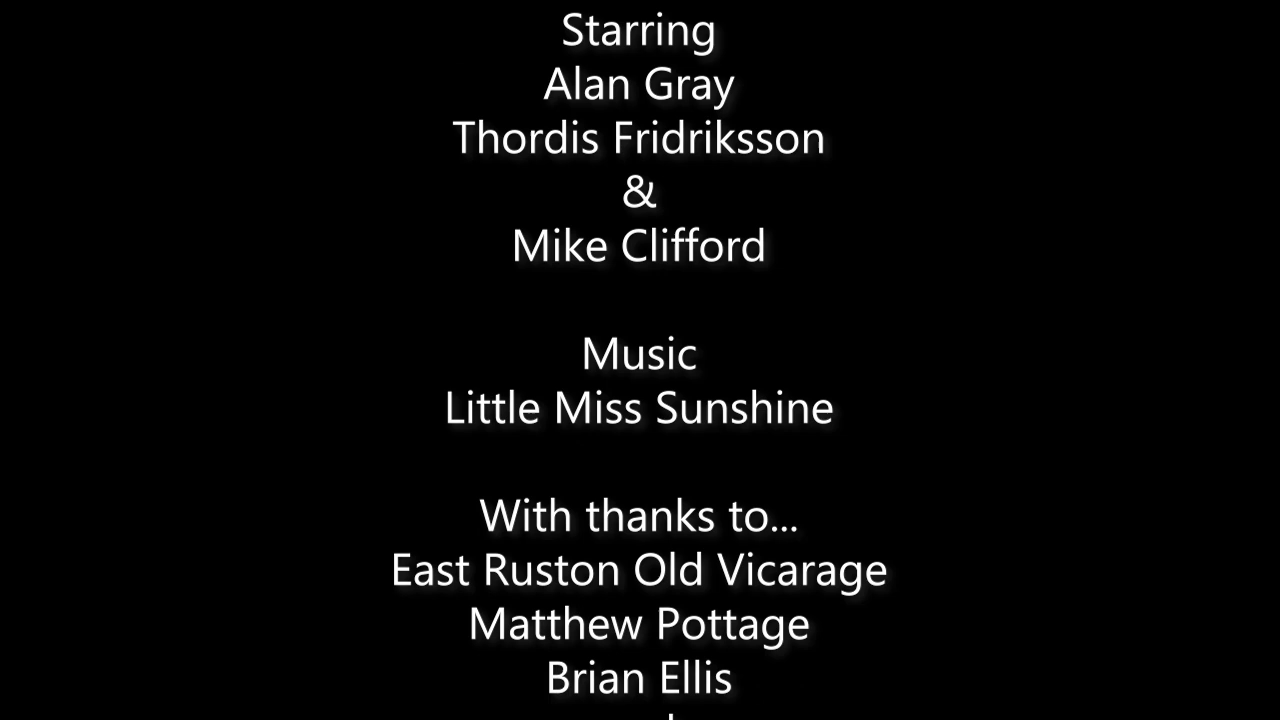 Starring
Alan Gray
Thordis Fridriksson
&
Mike Clifford
Music
Little Miss Sunshine
With thanks to...
East Ruston Old Vicarage
Matthew Pottage
Brian Ellis